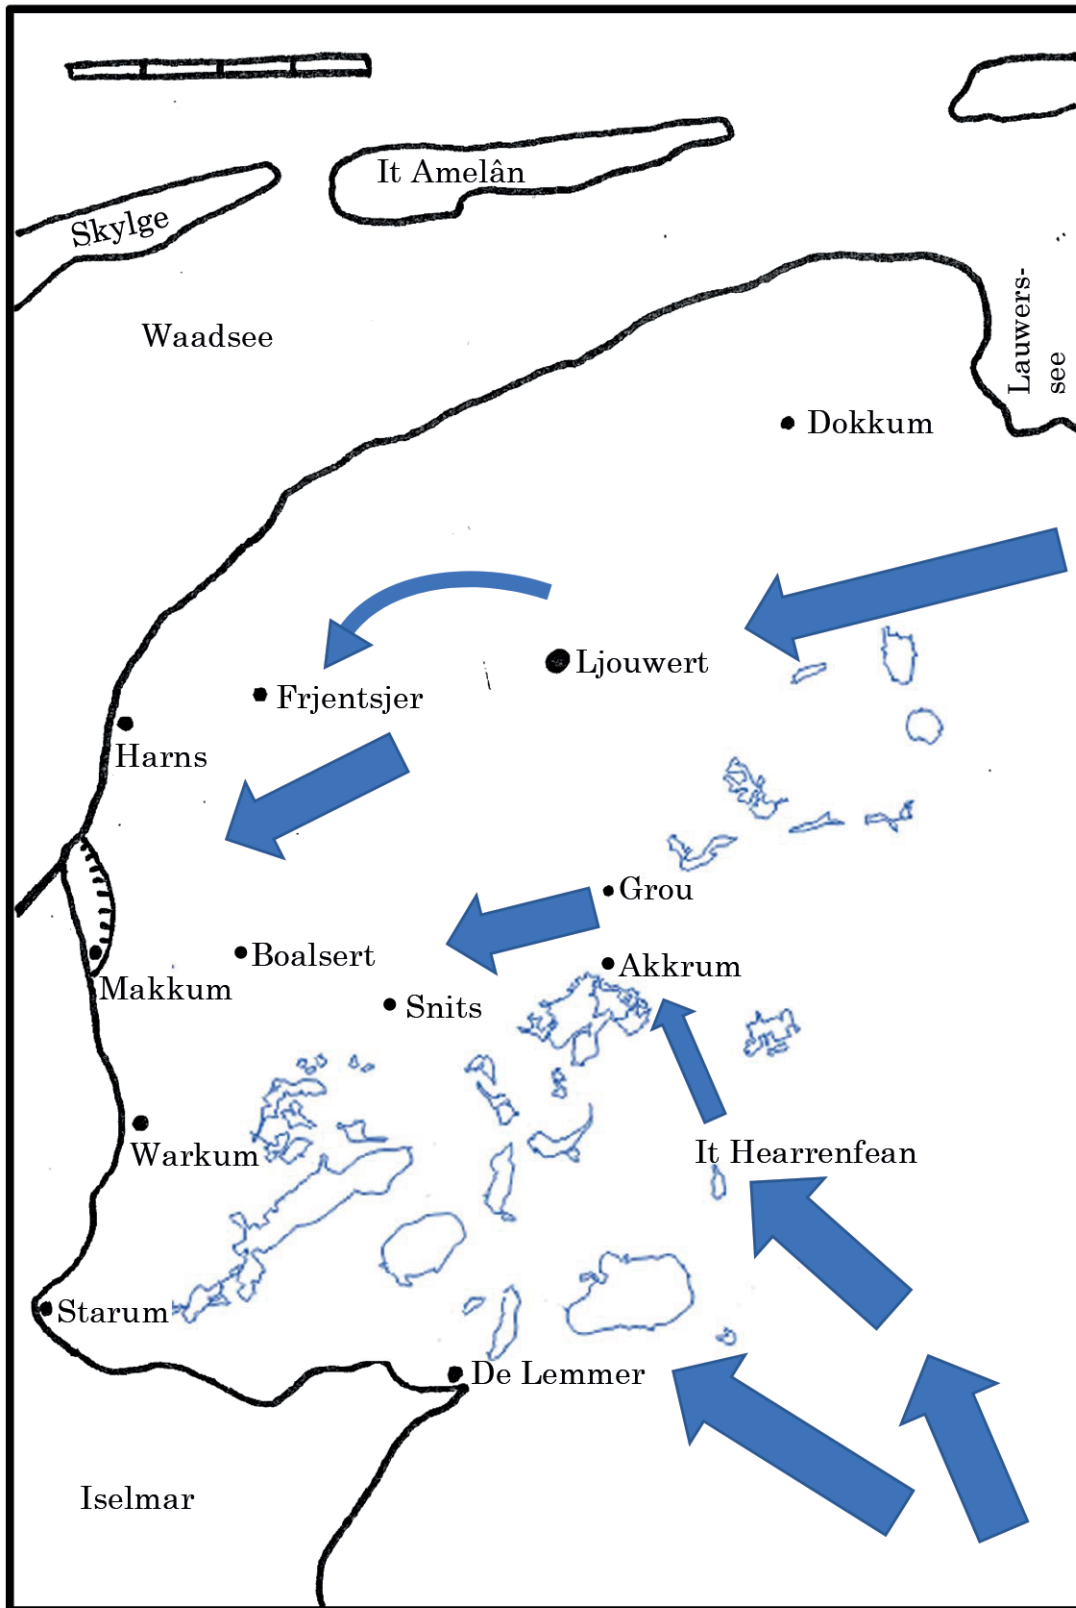 It Amelân
Skylge
Waadsee
Lauwers-
see
Dokkum
Ljouwert
Frjentsjer
Harns
Grou
Boalsert
Akkrum
Makkum
Snits
Warkum
It Hearrenfean
Starum
De Lemmer
Iselmar